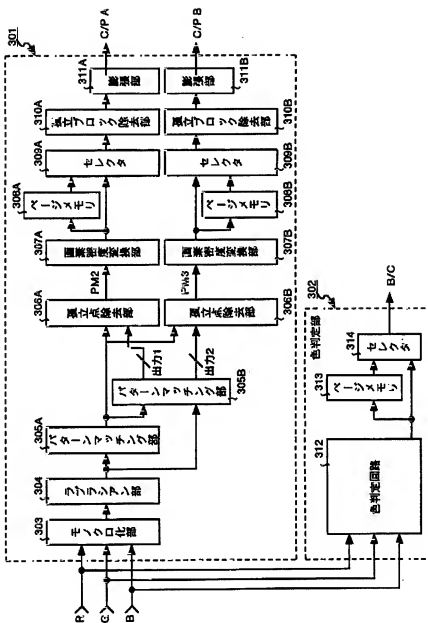 301
C/P A
C/P B
311A
膨張部
311B
膨張部
310A
孤立ブロック除去部
310B
孤立ブロック除去部
309A
セレクタ
309B
セレクタ
308A
ページメモリ
308B
ページメモリ
307A
画素密度変換部
307B
画素密度変換部
PM2
PM3
306A
孤立点除去部
306B
孤立点除去部
出力1
出力2
305A
パターンマッチング部
305B
パターンマッチング部
304
ラプラシアン部
303
モノクロ化部
R
G
B
302
色判定部
B/C
314
セレクタ
313
ページメモリ
312
色判定回路